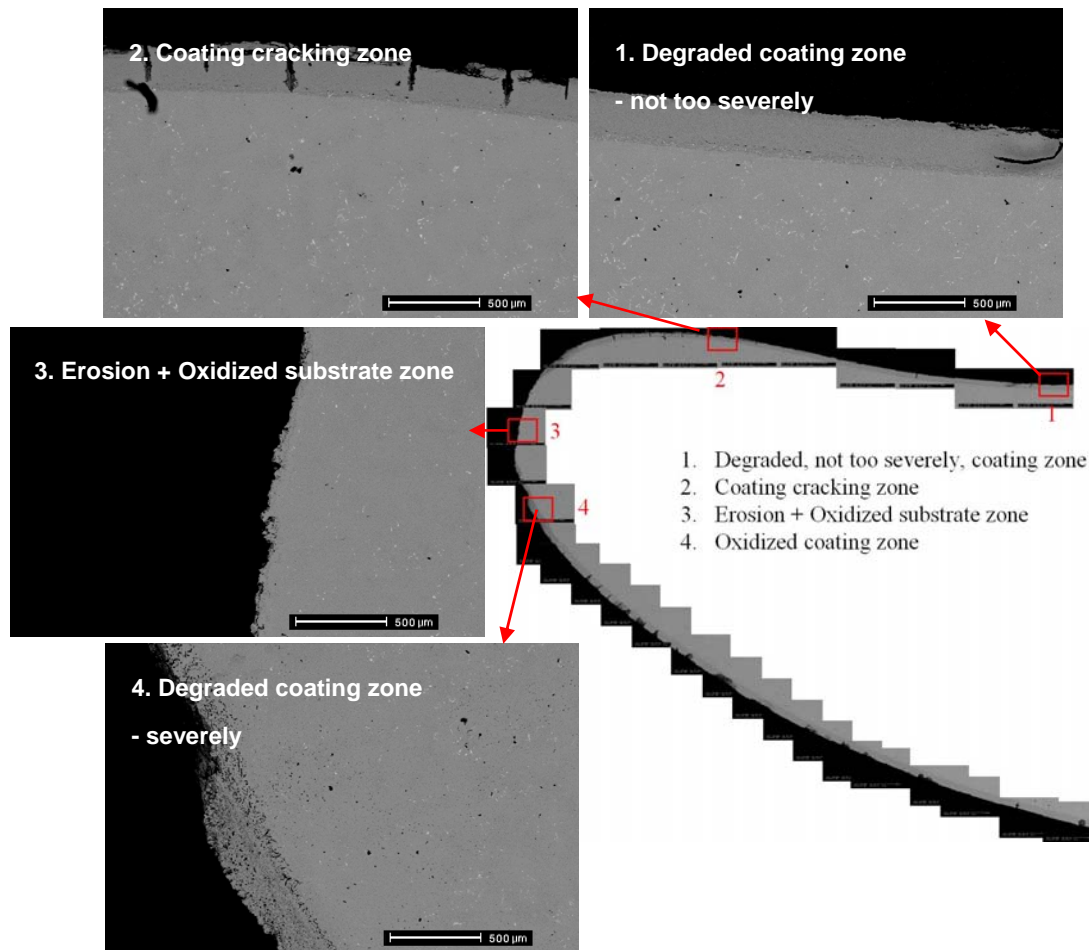 2. Coating cracking zone
500 µm
1. Degraded coating zone
- not too severely
500 µm
3. Erosion + Oxidized substrate zone
500 µm
4. Degraded coating zone
- severely
500 µm
2
1
3
4
1. Degraded, not too severely, coating zone
2. Coating cracking zone
3. Erosion + Oxidized substrate zone
4. Oxidized coating zone